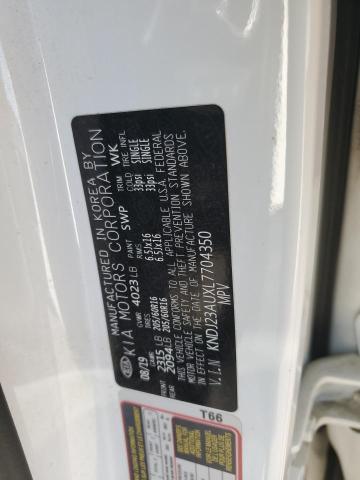 MANUFACTURED IN KOREA BY
KIA MOTORS CORPORATION
08/19 GVWR 4023 LB PAINT SWP TRIM WK
RMS COLD TIRE INFL
FRONT 2315 LB 205/60R16 6.5Jx16 33psi SINGLE
REAR 2094 LB 205/60R16 6.5Jx16 33psi SINGLE
THIS VEHICLE CONFORMS TO ALL APPLICABLE U.S.A. FEDERAL
MOTOR VEHICLE SAFETY AND THEFT PREVENTION STANDARDS
IN EFFECT ON THE DATE OF MANUFACTURE SHOWN ABOVE.
V.I.N KNDJ23AUXL7704350
MPV
T66